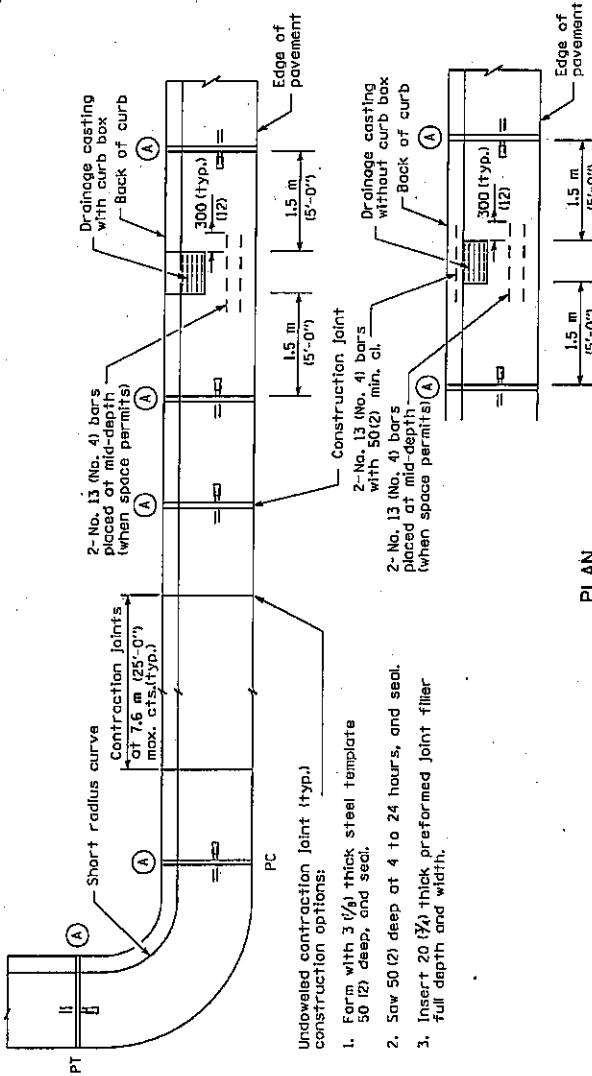 Drainage casting
with curb box
Back of curb
Edge of
pavement
A
300 (typ.)
(12)
1.5 m
(5'-0")
1.5 m
(5'-0")
2- No. 13 (No. 4) bars
placed at mid-depth
(when space permits)
A
A
Construction joint
Contraction joints
at 7.6 m (25'-0")
max. cts.(typ.)
Short radius curve
A
PC
A
PT
Undoweled contraction joint (typ.)
construction options:
1. Form with 3 (1/8) thick steel template
50 (2) deep, and seal.
2. Saw 50 (2) deep at 4 to 24 hours, and seal.
3. Insert 20 (3/4) thick preformed joint filler
full depth and width.
Drainage casting
without curb box
Back of curb
Edge of
pavement
A
300 (typ.)
(12)
1.5 m
(5'-0")
1.5 m
(5'-0")
2- No. 13 (No. 4) bars
with 50(2) min. cl.
2- No. 13 (No. 4) bars
placed at mid-depth
(when space permits)
A
PLAN